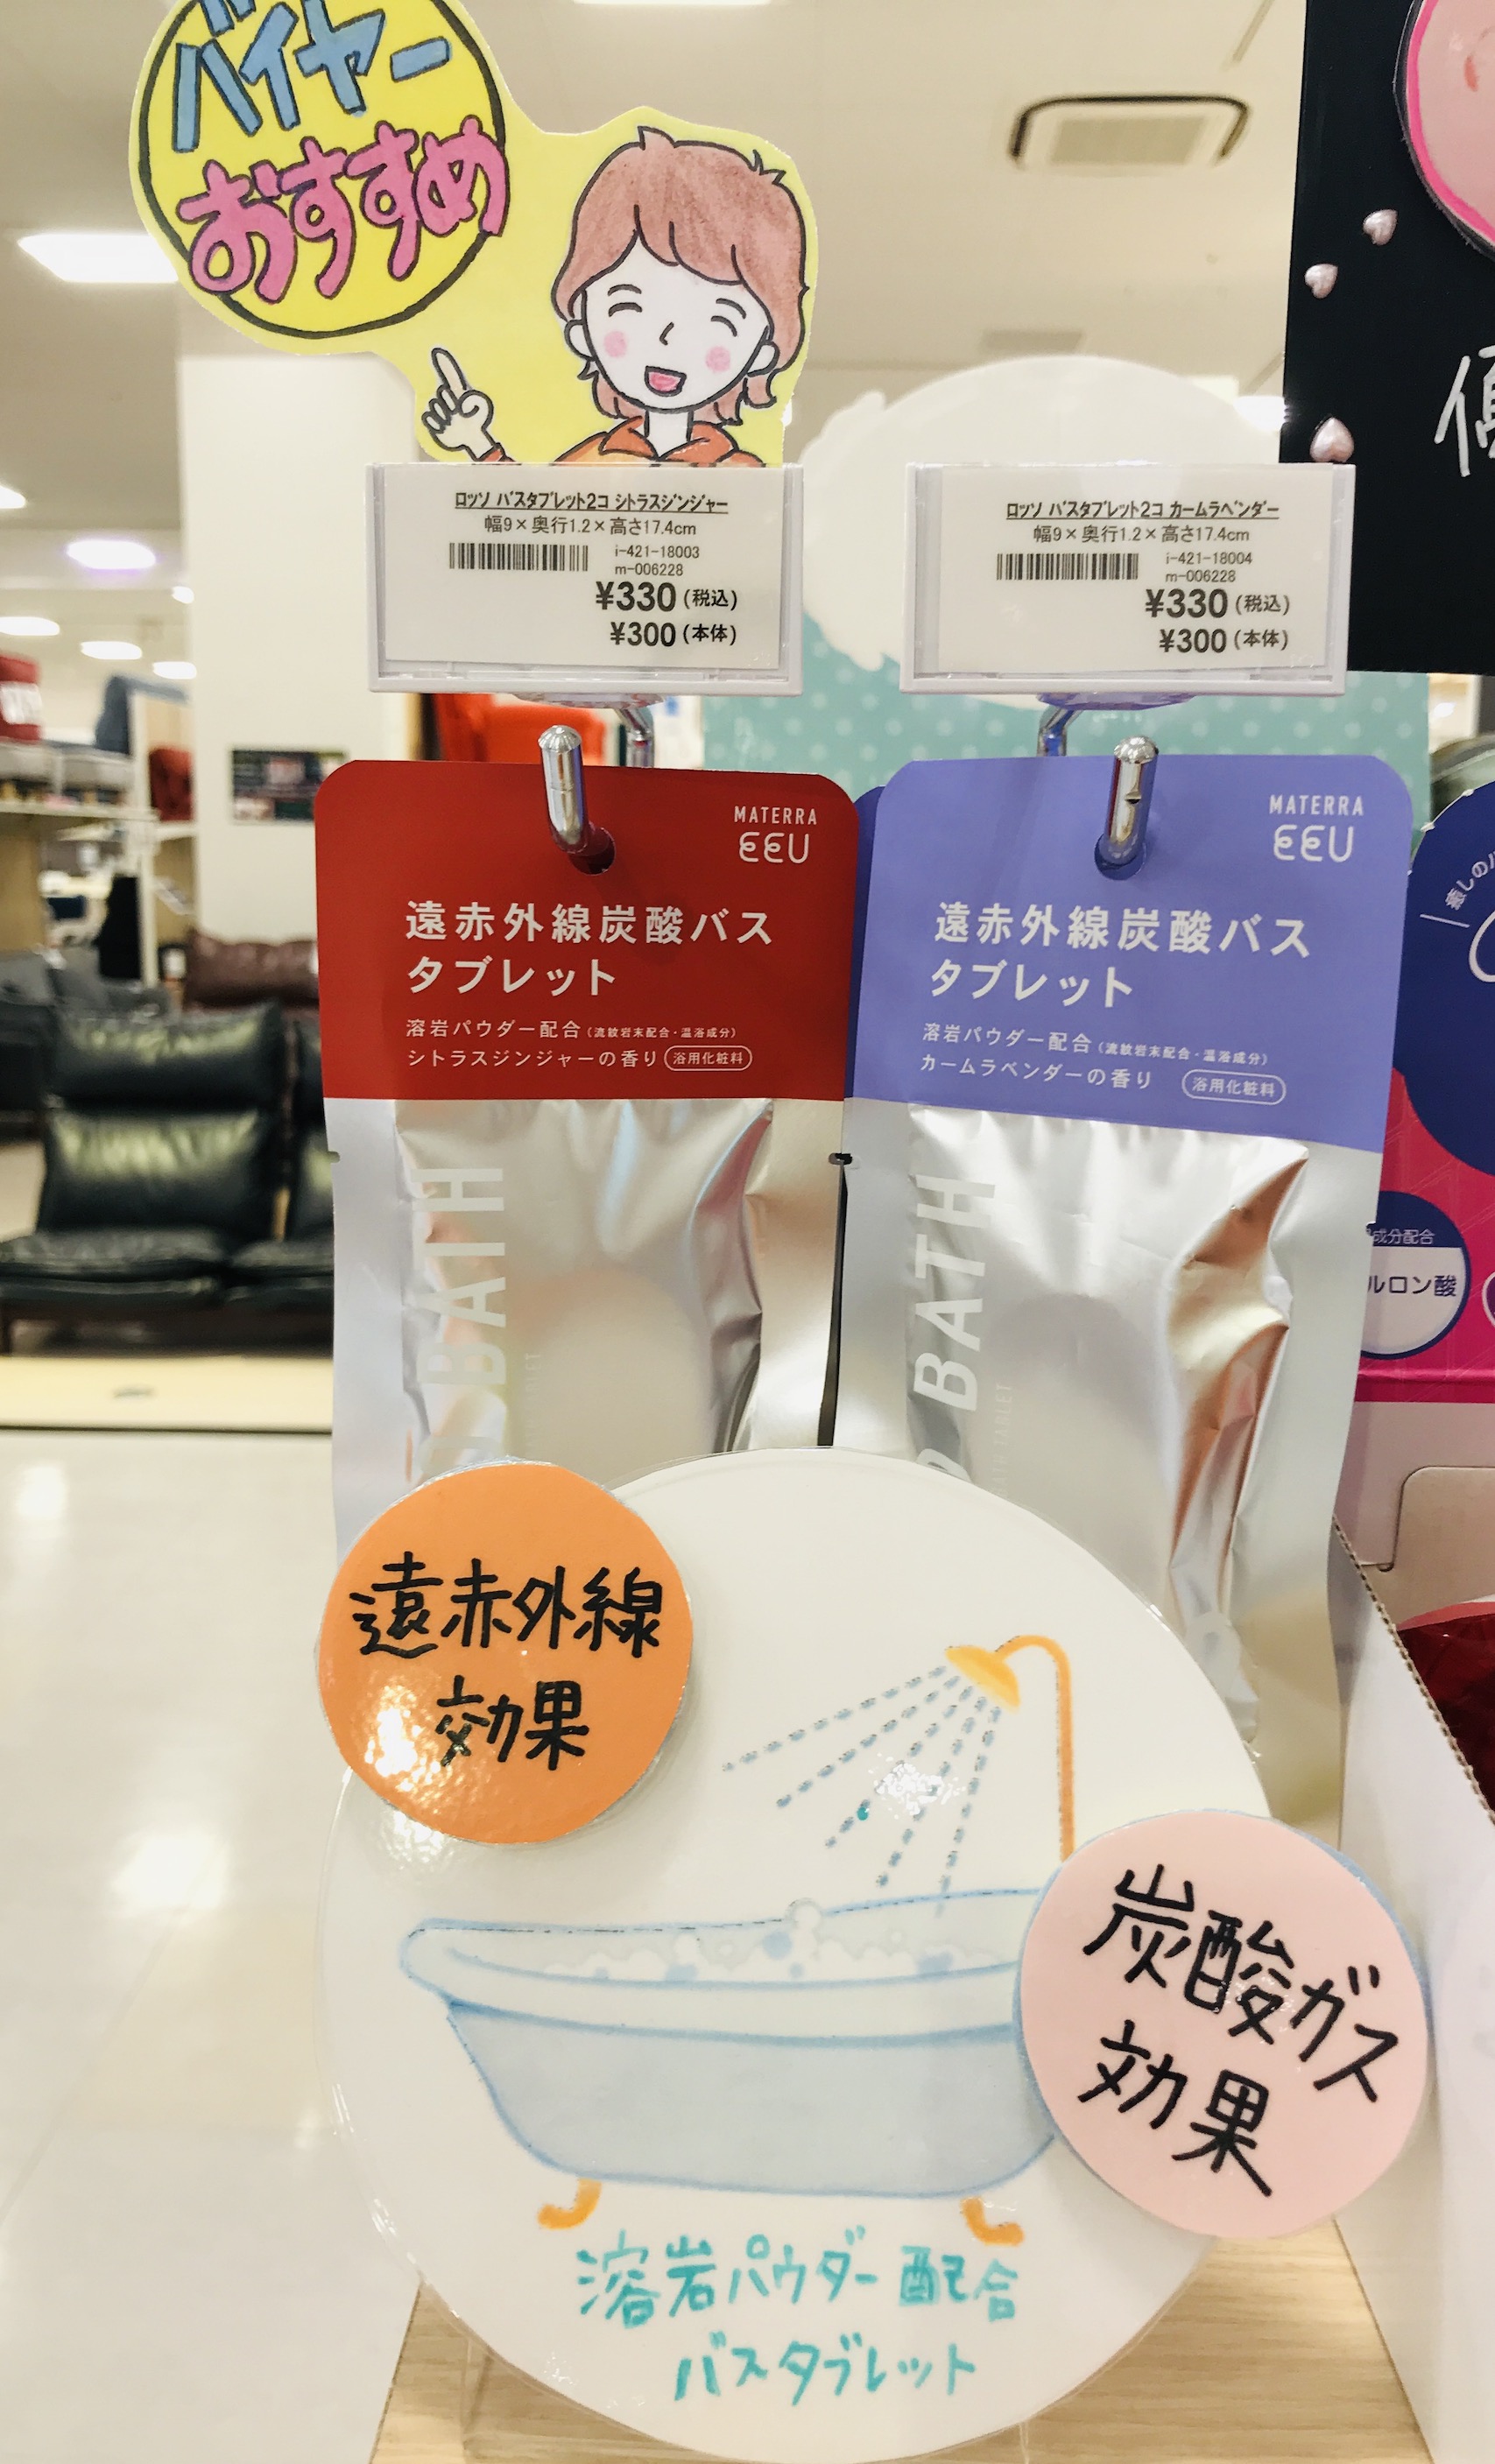 バイヤー
おすすめ
ロッソ バスタブレット2コ シトラスジンジャー
幅9×奥行1.2×高さ17.4cm
i-421-18003
m-006228
¥330(税込)
¥300(本体)
ロッソ バスタブレット2コ カームラベンダー
幅9×奥行1.2×高さ17.4cm
i-421-18004
m-006228
¥330(税込)
¥300(本体)
MATERRA
EEU
遠赤外線炭酸バス
タブレット
溶岩パウダー配合(流紋岩末配合・温浴成分)
シトラスジンジャーの香り 浴用化粧料
BATH
MATERRA
EEU
遠赤外線炭酸バス
タブレット
溶岩パウダー配合(流紋岩末配合・温浴成分)
カームラベンダーの香り 浴用化粧料
BATH
成分配合
ルロン酸
遠赤外線
効果
炭酸ガス
効果
溶岩パウダー配合
バスタブレット